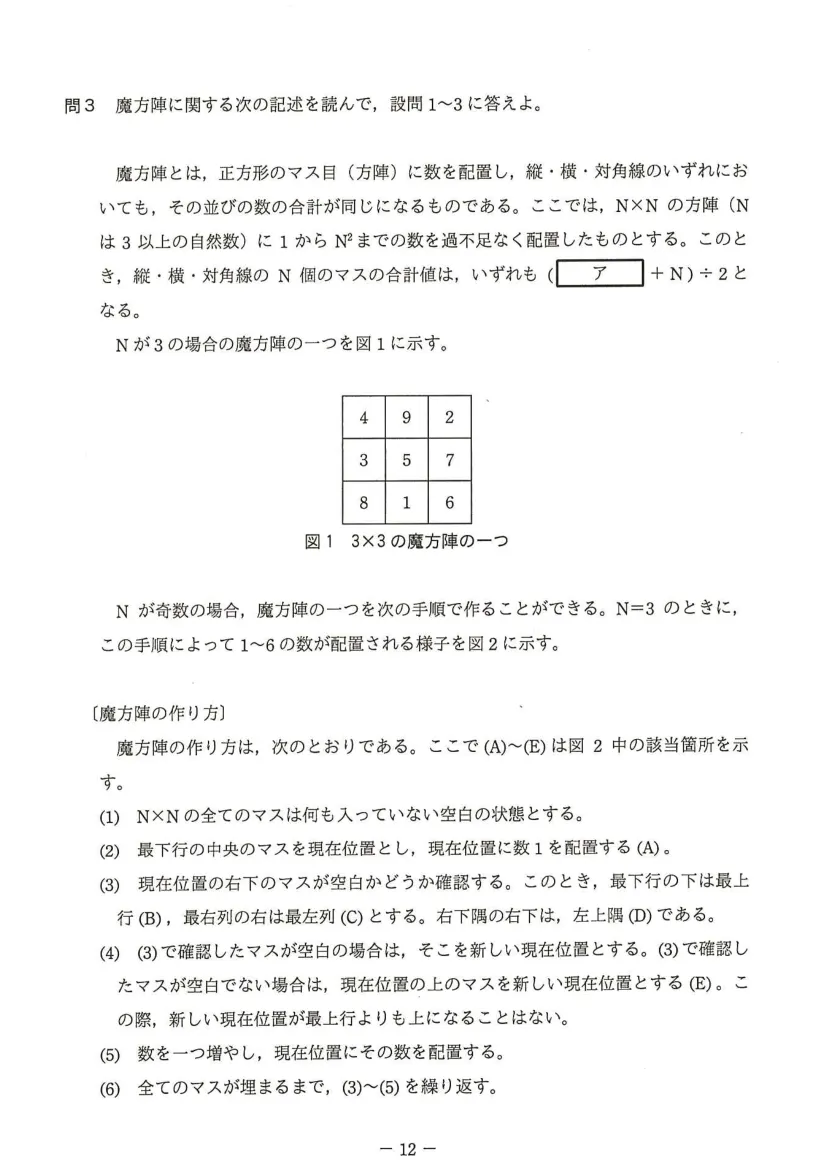 問3 魔方陣に関する次の記述を読んで，設問1～3に答えよ。
魔方陣とは，正方形のマス目（方陣）に数を配置し，縦・横・対角線のいずれにお
いても，その並びの数の合計が同じになるものである。ここでは，N×Nの方陣（N
は3以上の自然数）に1からN²までの数を過不足なく配置したものとする。このと
き，縦・横・対角線のN個のマスの合計値は，いずれも（ ア ＋N)÷2と
なる。
Nが3の場合の魔方陣の一つを図1に示す。
4 9 2
3 5 7
8 1 6
図1 3×3の魔方陣の一つ
Nが奇数の場合，魔方陣の一つを次の手順で作ることができる。N=3のときに，
この手順によって1～6の数が配置される様子を図2に示す。
〔魔方陣の作り方〕
魔方陣の作り方は，次のとおりである。ここで(A)～(E)は図2中の該当箇所を示
す。
(1) N×Nの全てのマスは何も入っていない空白の状態とする。
(2) 最下行の中央のマスを現在位置とし，現在位置に数1を配置する(A)。
(3) 現在位置の右下のマスが空白かどうか確認する。このとき，最下行の下は最上
行(B)，最右列の右は最左列(C)とする。右下隅の右下は，左上隅(D)である。
(4) (3)で確認したマスが空白の場合は，そこを新しい現在位置とする。(3)で確認し
たマスが空白でない場合は，現在位置の上のマスを新しい現在位置とする(E)。こ
の際，新しい現在位置が最上行よりも上になることはない。
(5) 数を一つ増やし，現在位置にその数を配置する。
(6) 全てのマスが埋まるまで，(3)～(5)を繰り返す。
－ 12 －